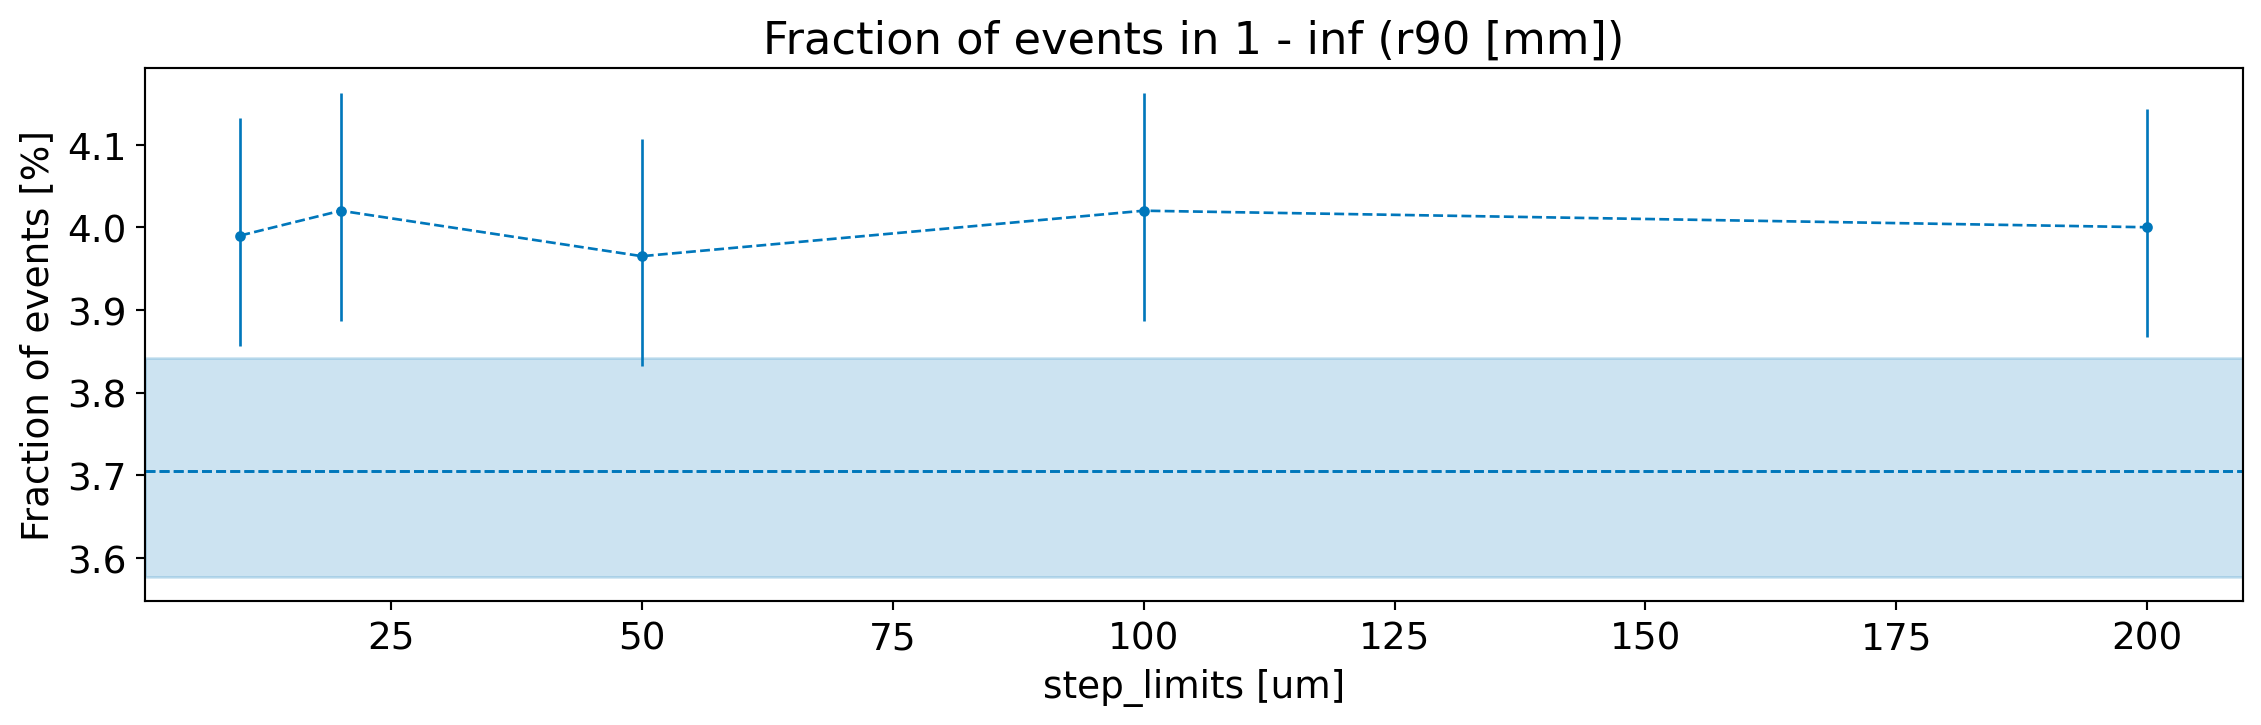 Fraction of events in 1 - inf (r90 [mm])
Fraction of events [%]
4.1
4.0
3.9
3.8
3.7
3.6
25 50 75 100 125 150 175 200
step_limits [um]